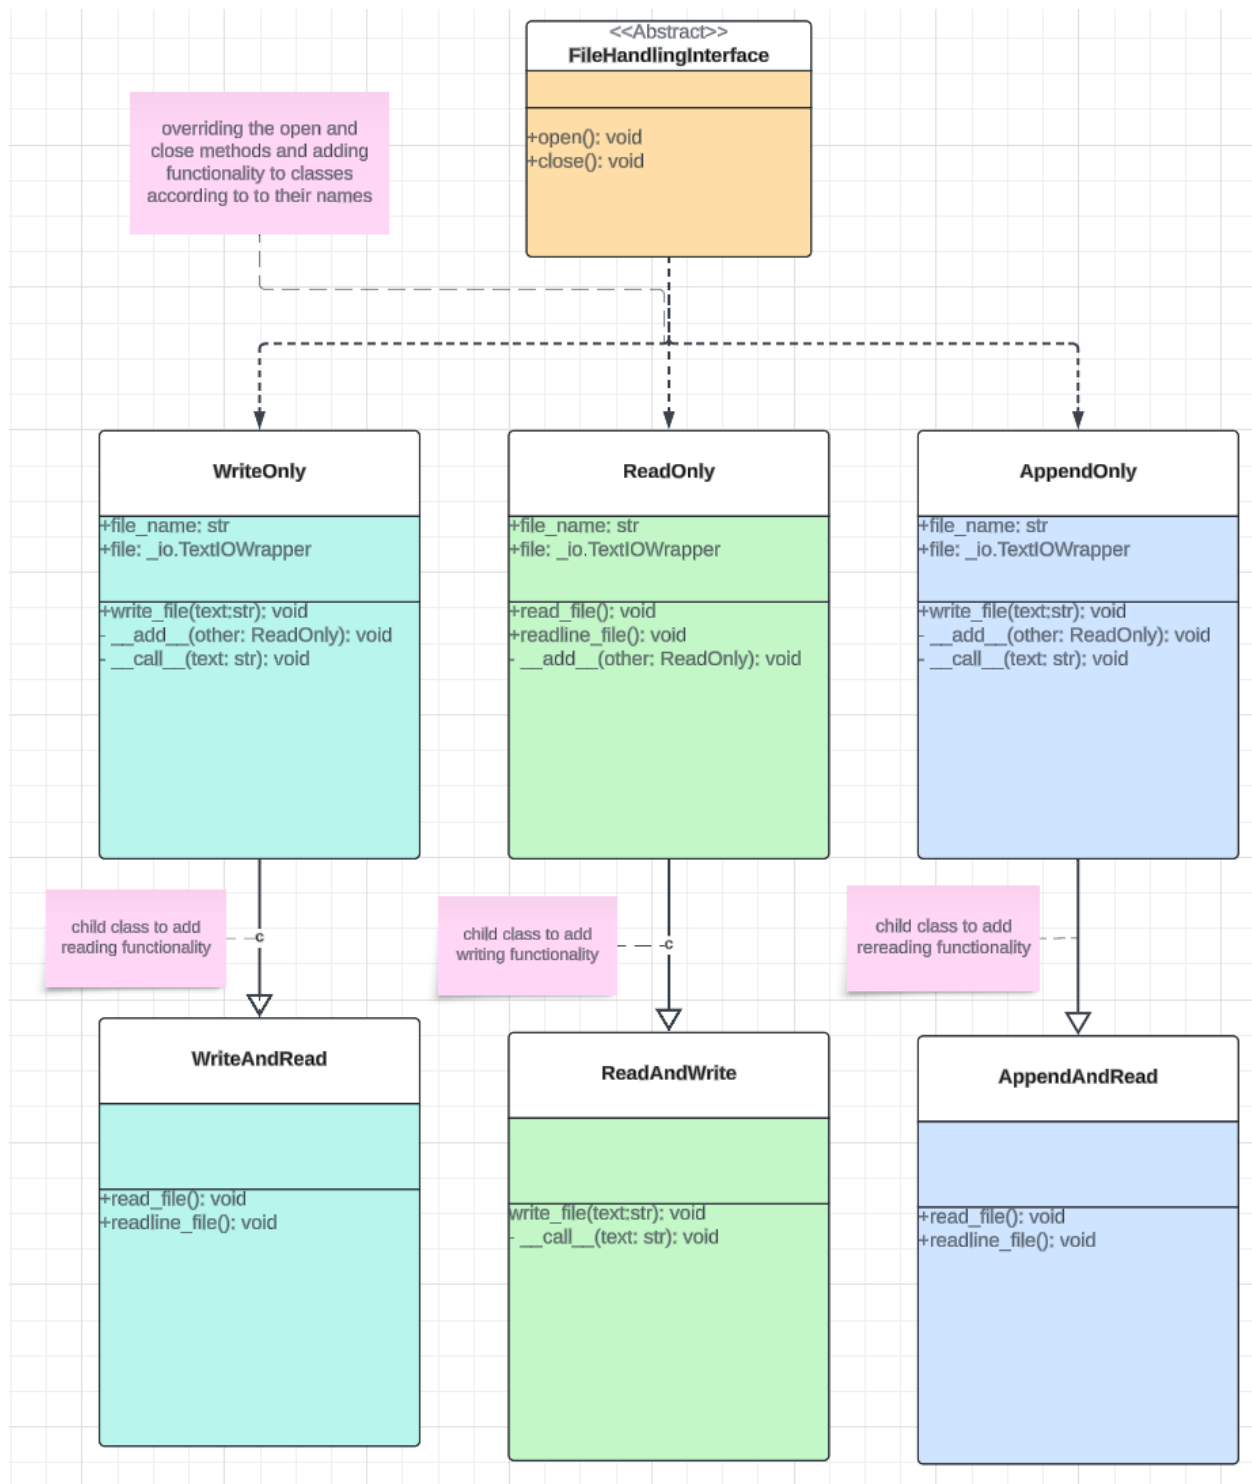 <<Abstract>>
FileHandlingInterface
+open(): void
+close(): void
overriding the open and
close methods and adding
functionality to classes
according to to their names
WriteOnly
+file_name: str
+file: _io.TextIOWrapper
+write_file(text:str): void
- __add__(other: ReadOnly): void
- __call__(text: str): void
ReadOnly
+file_name: str
+file: _io.TextIOWrapper
+read_file(): void
+readline_file(): void
- __add__(other: ReadOnly): void
AppendOnly
+file_name: str
+file: _io.TextIOWrapper
+write_file(text:str): void
- __add__(other: ReadOnly): void
- __call__(text: str): void
child class to add
reading functionality
c
child class to add
writing functionality
c
child class to add
rereading functionality
WriteAndRead
+read_file(): void
+readline_file(): void
ReadAndWrite
write_file(text:str): void
- __call__(text: str): void
AppendAndRead
+read_file(): void
+readline_file(): void